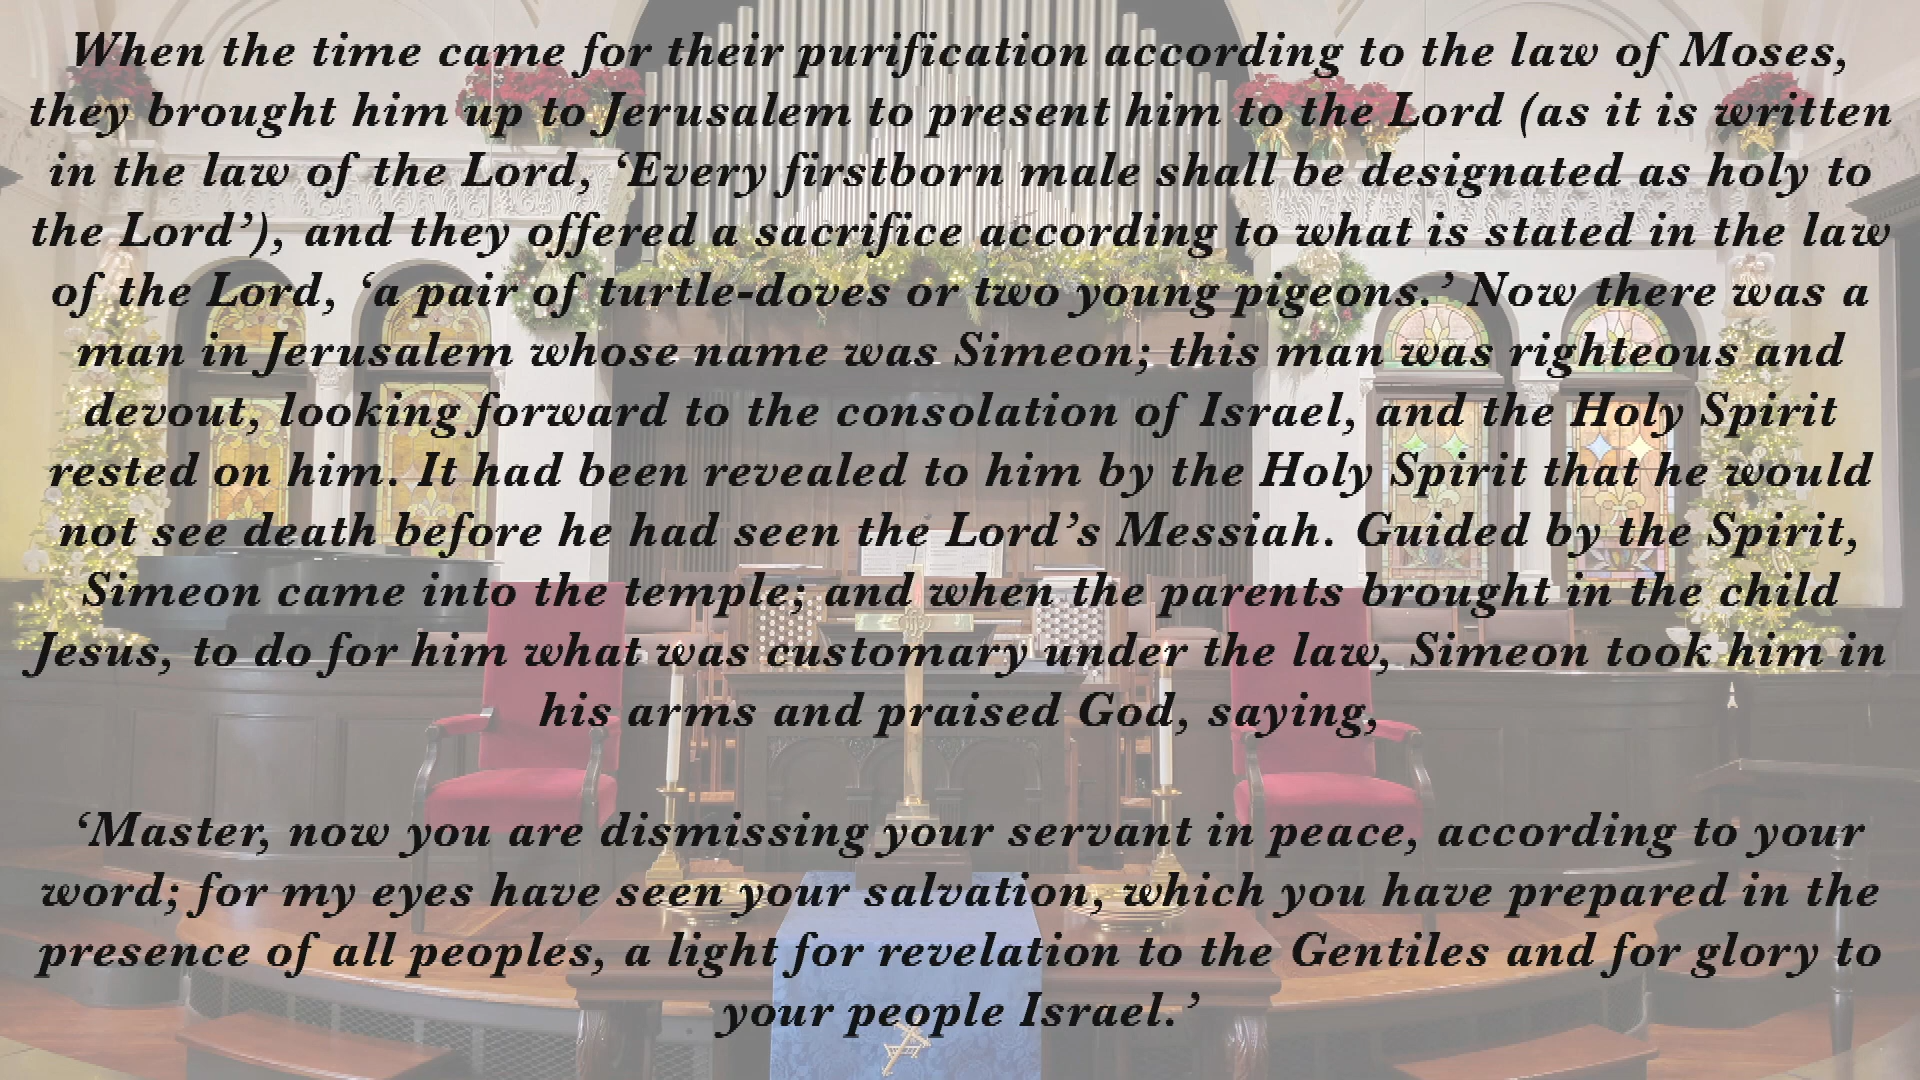 When the time came for their purification according to the law of Moses,
they brought him up to Jerusalem to present him to the Lord (as it is written
in the law of the Lord, ‘Every firstborn male shall be designated as holy to
the Lord’), and they offered a sacrifice according to what is stated in the law
of the Lord, ‘a pair of turtle-doves or two young pigeons.’ Now there was a
man in Jerusalem whose name was Simeon; this man was righteous and
devout, looking forward to the consolation of Israel, and the Holy Spirit
rested on him. It had been revealed to him by the Holy Spirit that he would
not see death before he had seen the Lord’s Messiah. Guided by the Spirit,
Simeon came into the temple; and when the parents brought in the child
Jesus, to do for him what was customary under the law, Simeon took him in
his arms and praised God, saying,
‘Master, now you are dismissing your servant in peace, according to your
word; for my eyes have seen your salvation, which you have prepared in the
presence of all peoples, a light for revelation to the Gentiles and for glory to
your people Israel.’